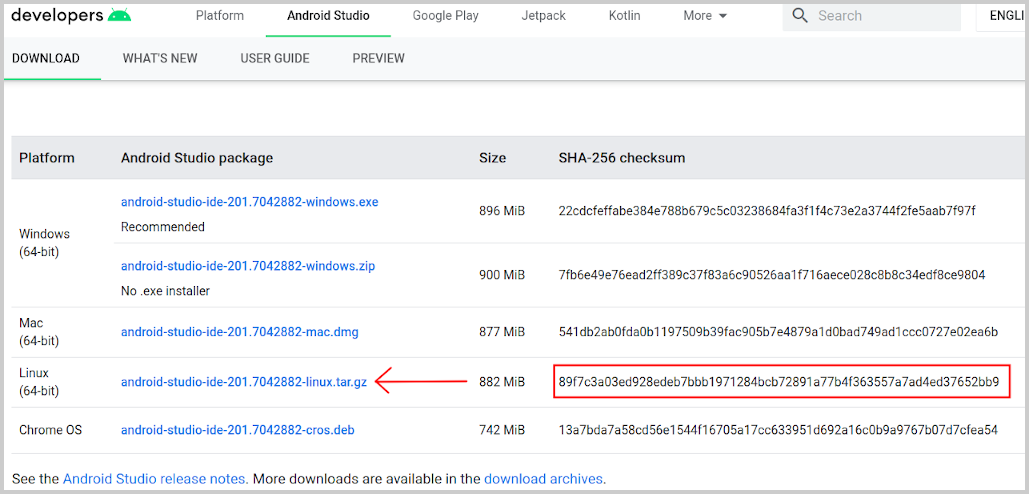 developers Platform Android Studio Google Play Jetpack Kotlin More Search ENGLI
DOWNLOAD WHAT'S NEW USER GUIDE PREVIEW
Platform Android Studio package Size SHA-256 checksum
Windows (64-bit) android-studio-ide-201.7042882-windows.exe
Recommended 896 MiB 22cdcfeffabe384e788b679c5c03238684fa3f1f4c73e2a3744f2fe5aab7f97f
android-studio-ide-201.7042882-windows.zip
No .exe installer 900 MiB 7fb6e49e76ead2ff389c37f83a6c90526aa1f716aece028c8b8c34edf8ce9804
Mac
(64-bit) android-studio-ide-201.7042882-mac.dmg 877 MiB 541db2ab0fda0b1197509b39fac905b7e4879a1d0bad749ad1ccc0727e02ea6b
Linux
(64-bit) android-studio-ide-201.7042882-linux.tar.gz 882 MiB 89f7c3a03ed928edeb7bbb1971284bcb72891a77b4f363557a7ad4ed37652bb9
Chrome OS android-studio-ide-201.7042882-cros.deb 742 MiB 13a7bda7a58cd56e1544f16705a17cc633951d692a16c0b9a9767b07d7cfea54
See the Android Studio release notes. More downloads are available in the download archives.